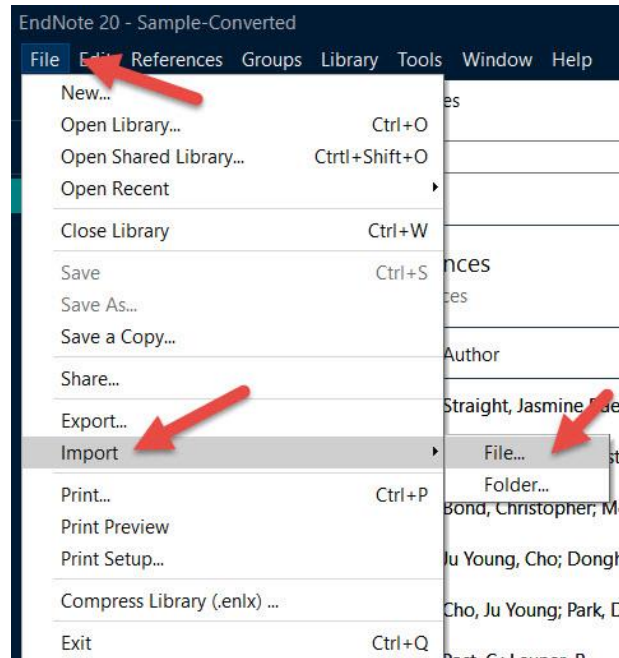 EndNote 20 - Sample-Converted
File Edit References Groups Library Tools Window Help
New...
Open Library... Ctrl+O
Open Shared Library... Ctrtl+Shift+O
Open Recent
Close Library Ctrl+W
Save Ctrl+S
Save As...
Save a Copy...
Share...
Export...
Import
Print... Ctrl+P
Print Preview
Print Setup...
Compress Library (.enlx) ...
Exit Ctrl+Q
File...
Folder...
es
nces
ces
Author
Straight, Jasmine
Bond, Christopher; M
Ju Young, Cho; Dongh
Cho, Ju Young; Park, D